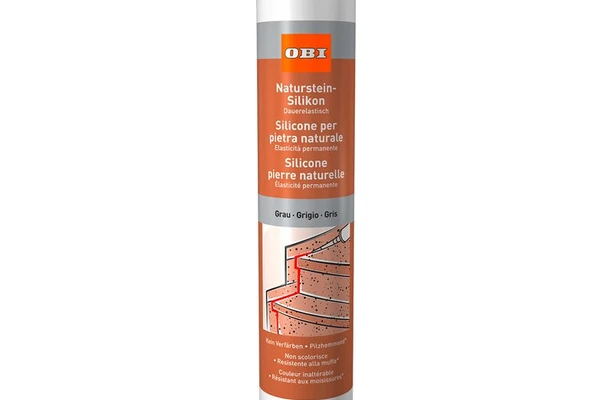 OBI
Naturstein-
Silikon
Dauerelastisch
Silicone per
pietra naturale
Elasticità permanente
Silicone
pierre naturelle
Élasticité permanente
Grau · Grigio · Gris
Kein Verfärben • Pilzhemmend*
Non scolorisce
• Resistente alla muffa*
Couleur inaltérable
• Résistant aux moisissures*